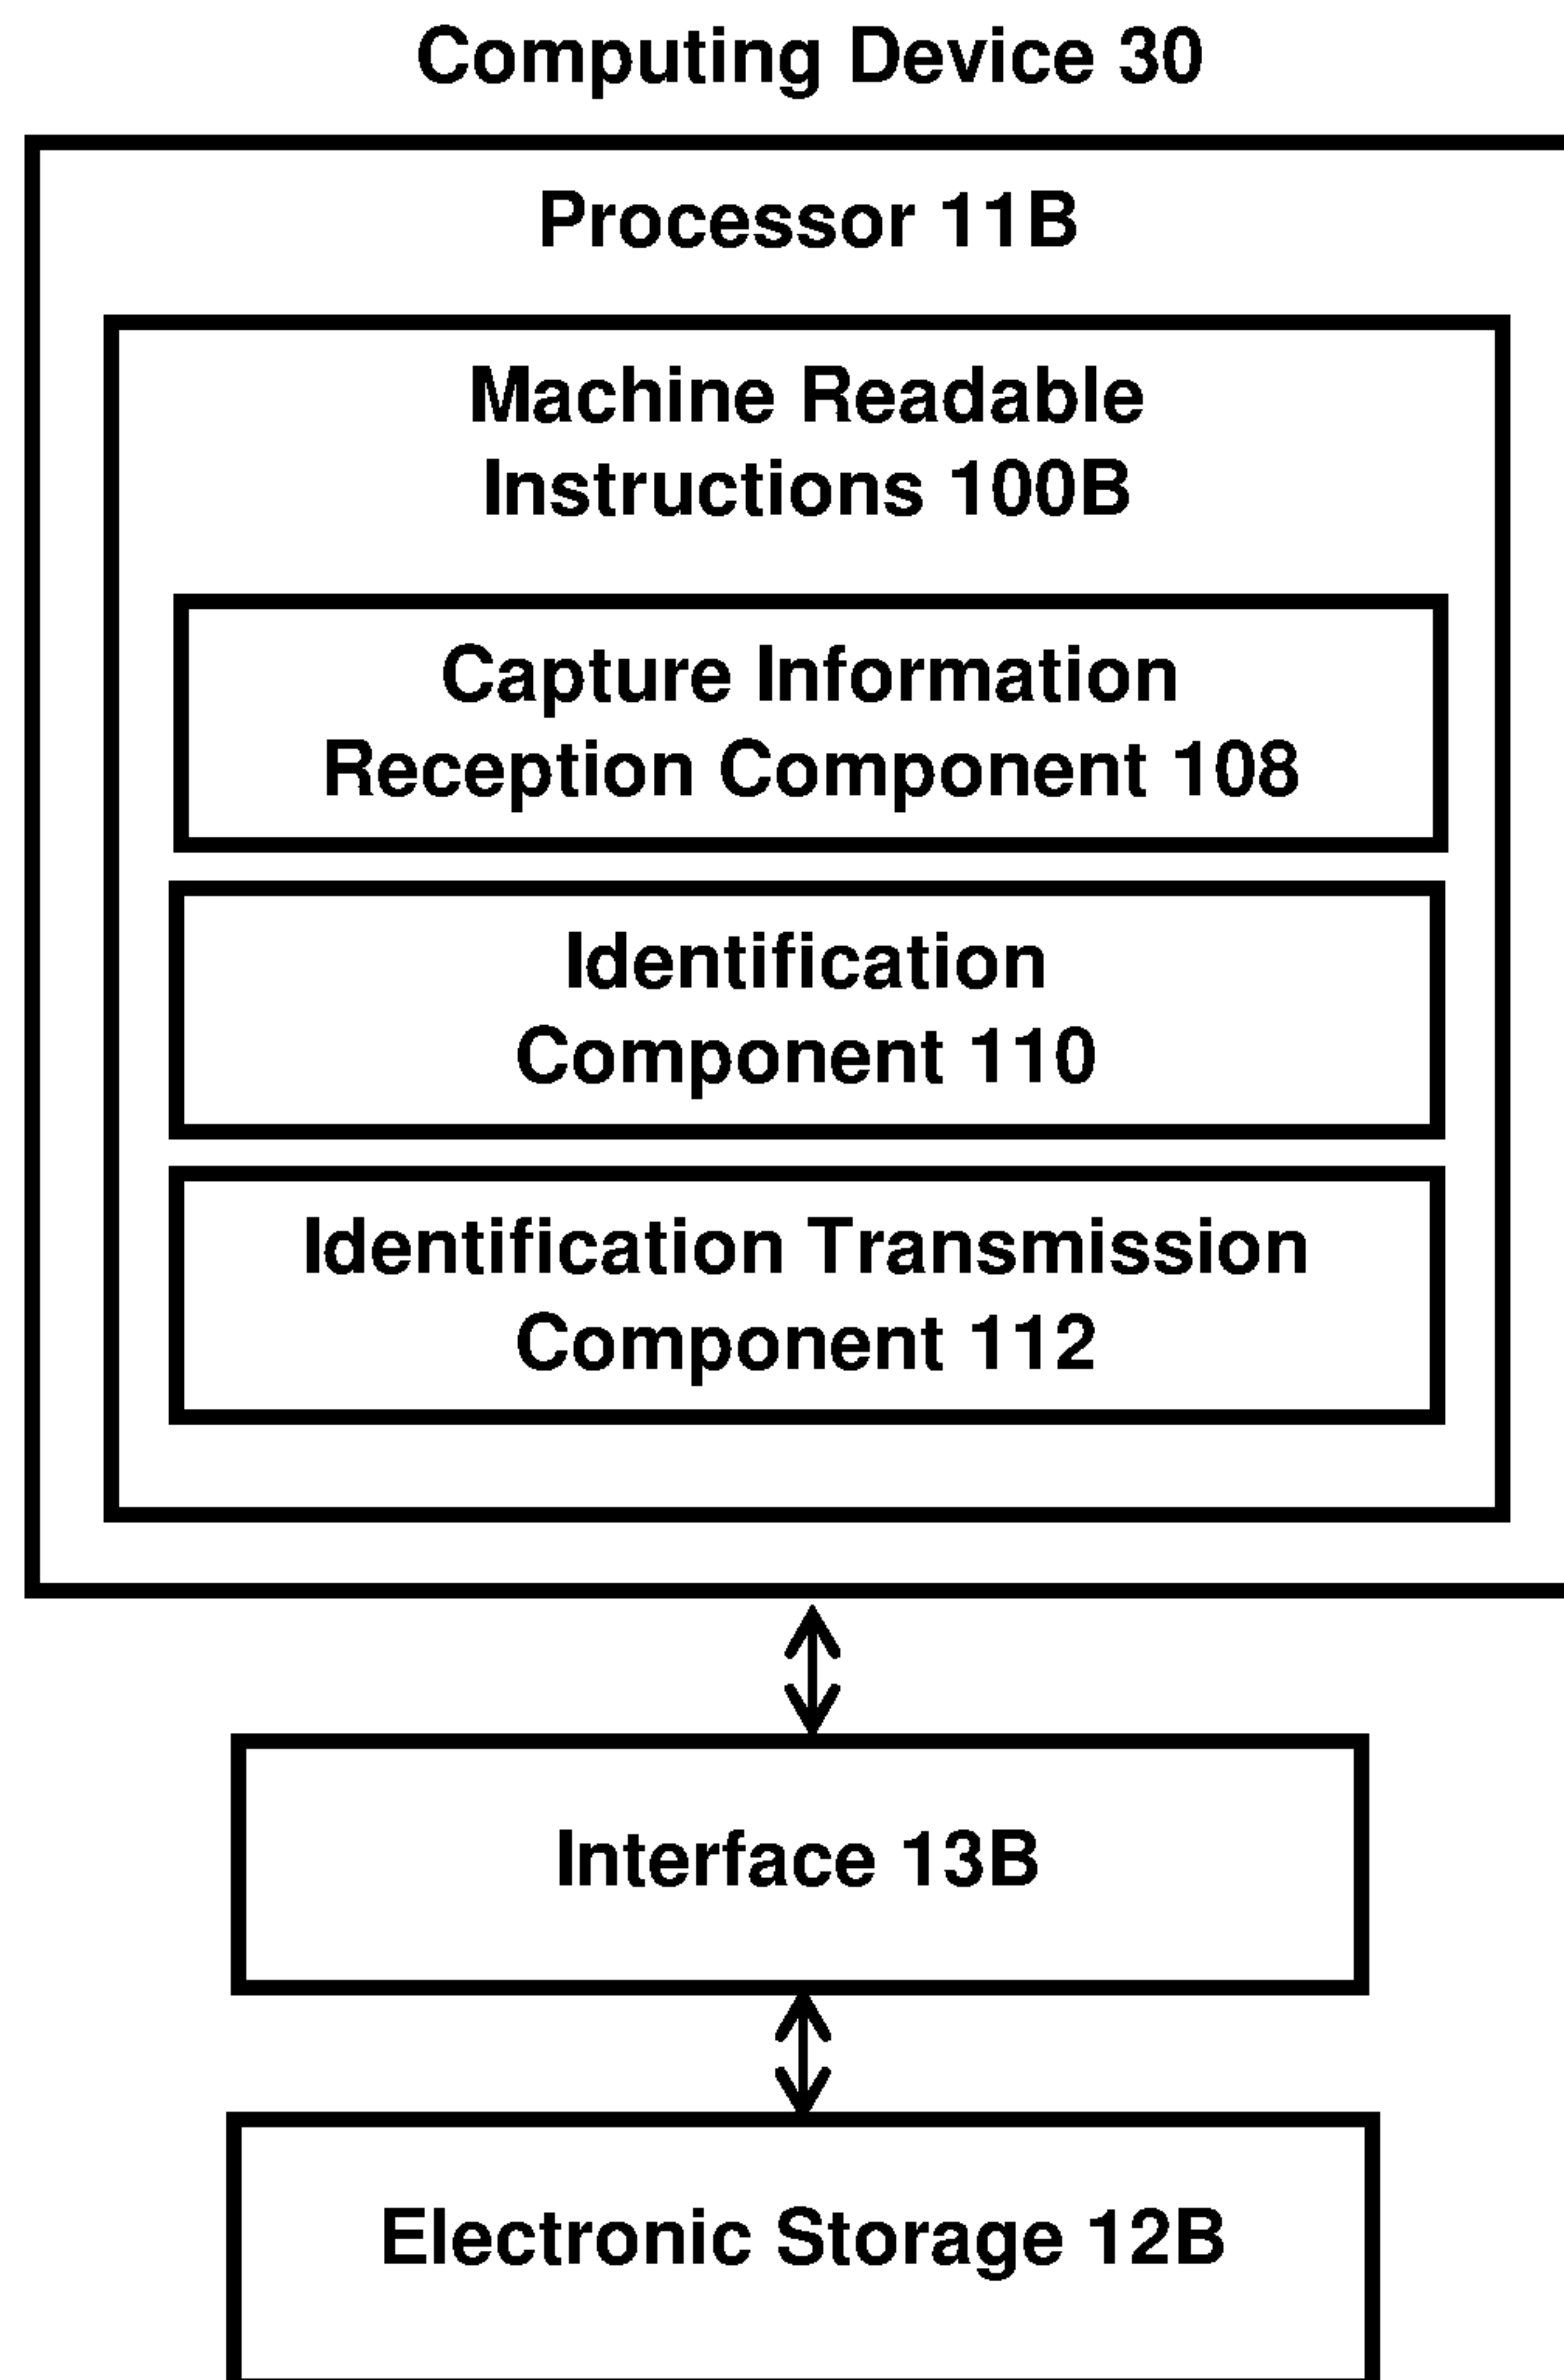 Computing Device 30
Processor 11B
Machine Readable
Instructions 100B
Capture Information
Reception Component 108
Identification
Component 110
Identification Transmission
Component 112
Interface 13B
Electronic Storage 12B